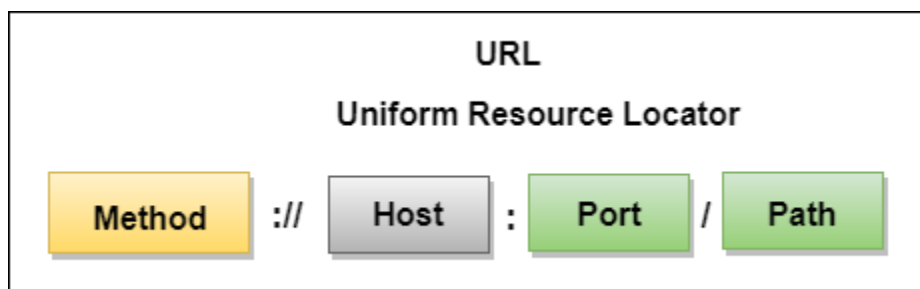 URL
Uniform Resource Locator
Method :// Host : Port / Path